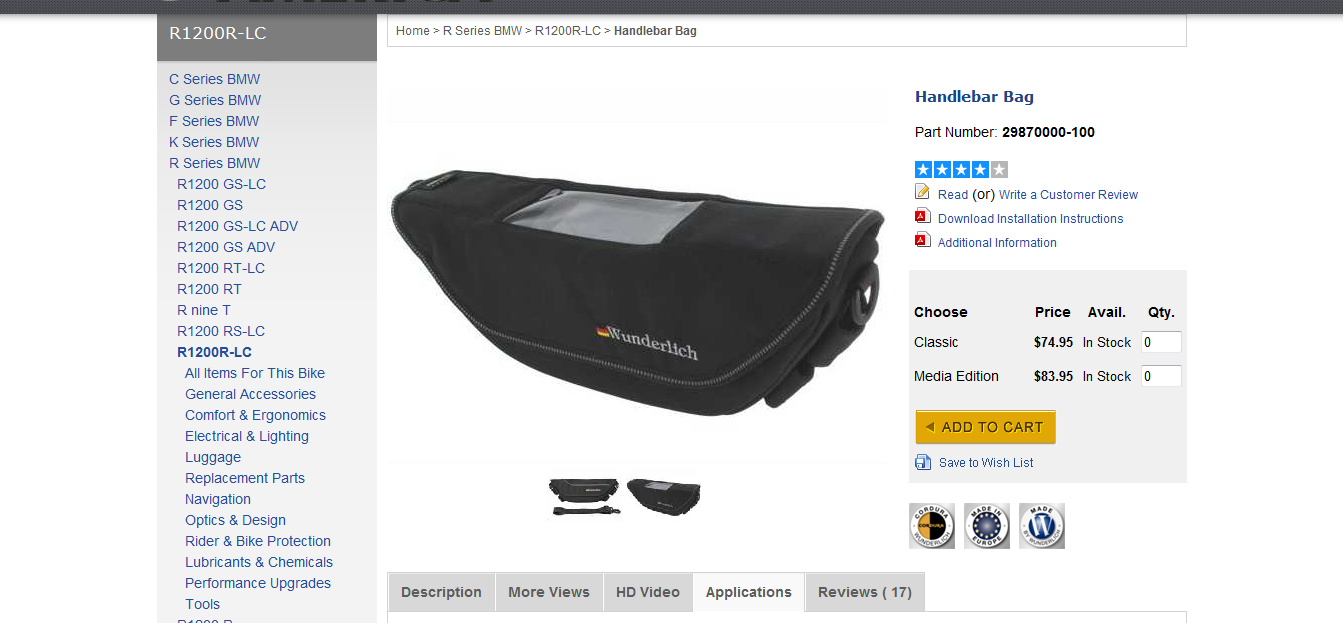 R1200R-LC
C Series BMW
G Series BMW
F Series BMW
K Series BMW
R Series BMW
R1200 GS-LC
R1200 GS
R1200 GS-LC ADV
R1200 GS ADV
R1200 RT-LC
R1200 RT
R nine T
R1200 RS-LC
R1200R-LC
All Items For This Bike
General Accessories
Comfort & Ergonomics
Electrical & Lighting
Luggage
Replacement Parts
Navigation
Optics & Design
Rider & Bike Protection
Lubricants & Chemicals
Performance Upgrades
Tools
Home > R Series BMW > R1200R-LC > Handlebar Bag
Wunderlich
Handlebar Bag
Part Number: 29870000-100
Read (or) Write a Customer Review
Download Installation Instructions
Additional Information
Choose Price Avail. Qty.
Classic $74.95 In Stock 0
Media Edition $83.95 In Stock 0
ADD TO CART
Save to Wish List
CORDURA
CORDURA
WUNDERLICH
MADE IN
EUROPE
MADE
W
BY WUNDERLICH
Description More Views HD Video Applications Reviews ( 17)